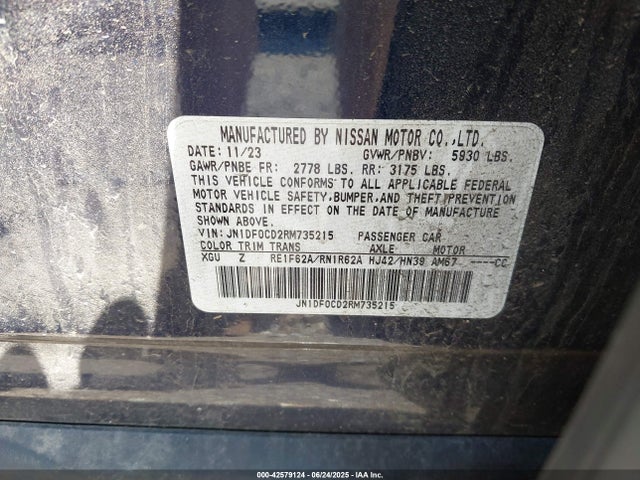 MANUFACTURED BY NISSAN MOTOR CO.,LTD.
DATE: 11/23 GVWR/PNBV: 5930 LBS.
GAWR/PNBE FR: 2778 LBS. RR: 3175 LBS.
THIS VEHICLE CONFORMS TO ALL APPLICABLE FEDERAL
MOTOR VEHICLE SAFETY,BUMPER,AND THEFT PREVENTION
STANDARDS IN EFFECT ON THE DATE OF MANUFACTURE
SHOWN ABOVE.
VIN: JN1DF0CD2RM735215 PASSENGER CAR
COLOR TRIM TRANS AXLE MOTOR
XGU Z RE1F62A/RN1R62A HJ42/HN39 AM67 ----CC
JN1DF0CD2RM735215
000-42579124 | 06/24/2025 - IAA Inc.